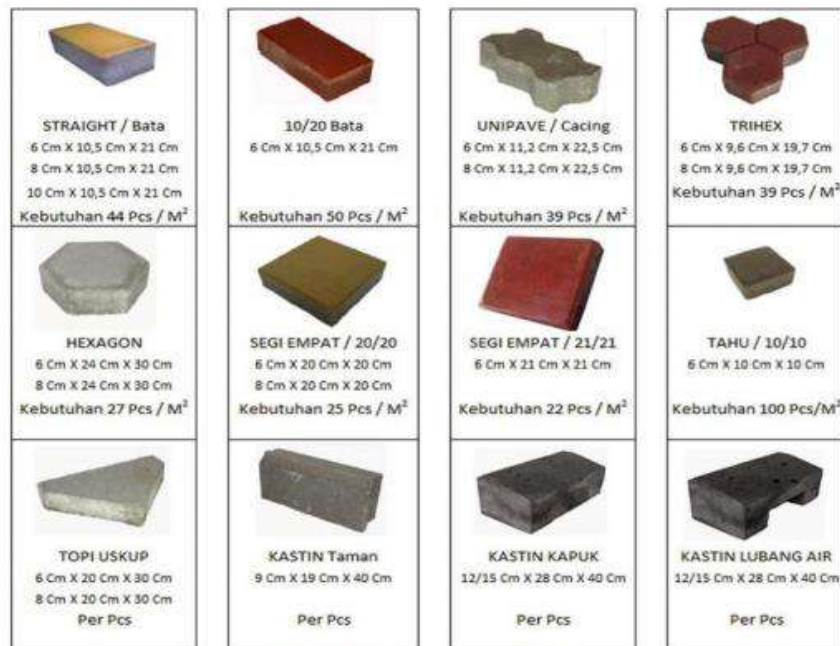 STRAIGHT / Bata
6 Cm X 10,5 Cm X 21 Cm
8 Cm X 10,5 Cm X 21 Cm
10 Cm X 10,5 Cm X 21 Cm
Kebutuhan 44 Pcs / M²
10/20 Bata
6 Cm X 10,5 Cm X 21 Cm
Kebutuhan 50 Pcs / M²
UNIPAVE / Cacing
6 Cm X 11,2 Cm X 22,5 Cm
8 Cm X 11,2 Cm X 22,5 Cm
Kebutuhan 39 Pcs / M²
TRIHEX
6 Cm X 9,6 Cm X 19,7 Cm
8 Cm X 9,6 Cm X 19,7 Cm
Kebutuhan 39 Pcs / M²
HEXAGON
6 Cm X 24 Cm X 30 Cm
8 Cm X 24 Cm X 30 Cm
Kebutuhan 27 Pcs / M²
SEGI EMPAT / 20/20
6 Cm X 20 Cm X 20 Cm
8 Cm X 20 Cm X 20 Cm
Kebutuhan 25 Pcs / M²
SEGI EMPAT / 21/21
6 Cm X 21 Cm X 21 Cm
Kebutuhan 22 Pcs / M²
TAHU / 10/10
6 Cm X 10 Cm X 10 Cm
Kebutuhan 100 Pcs/M²
TOPI USKUP
6 Cm X 20 Cm X 30 Cm
8 Cm X 20 Cm X 30 Cm
Per Pcs
KASTIN Taman
9 Cm X 19 Cm X 40 Cm
Per Pcs
KASTIN KAPUK
12/15 Cm X 28 Cm X 40 Cm
Per Pcs
KASTIN LUBANG AIR
12/15 Cm X 28 Cm X 40 Cm
Per Pcs